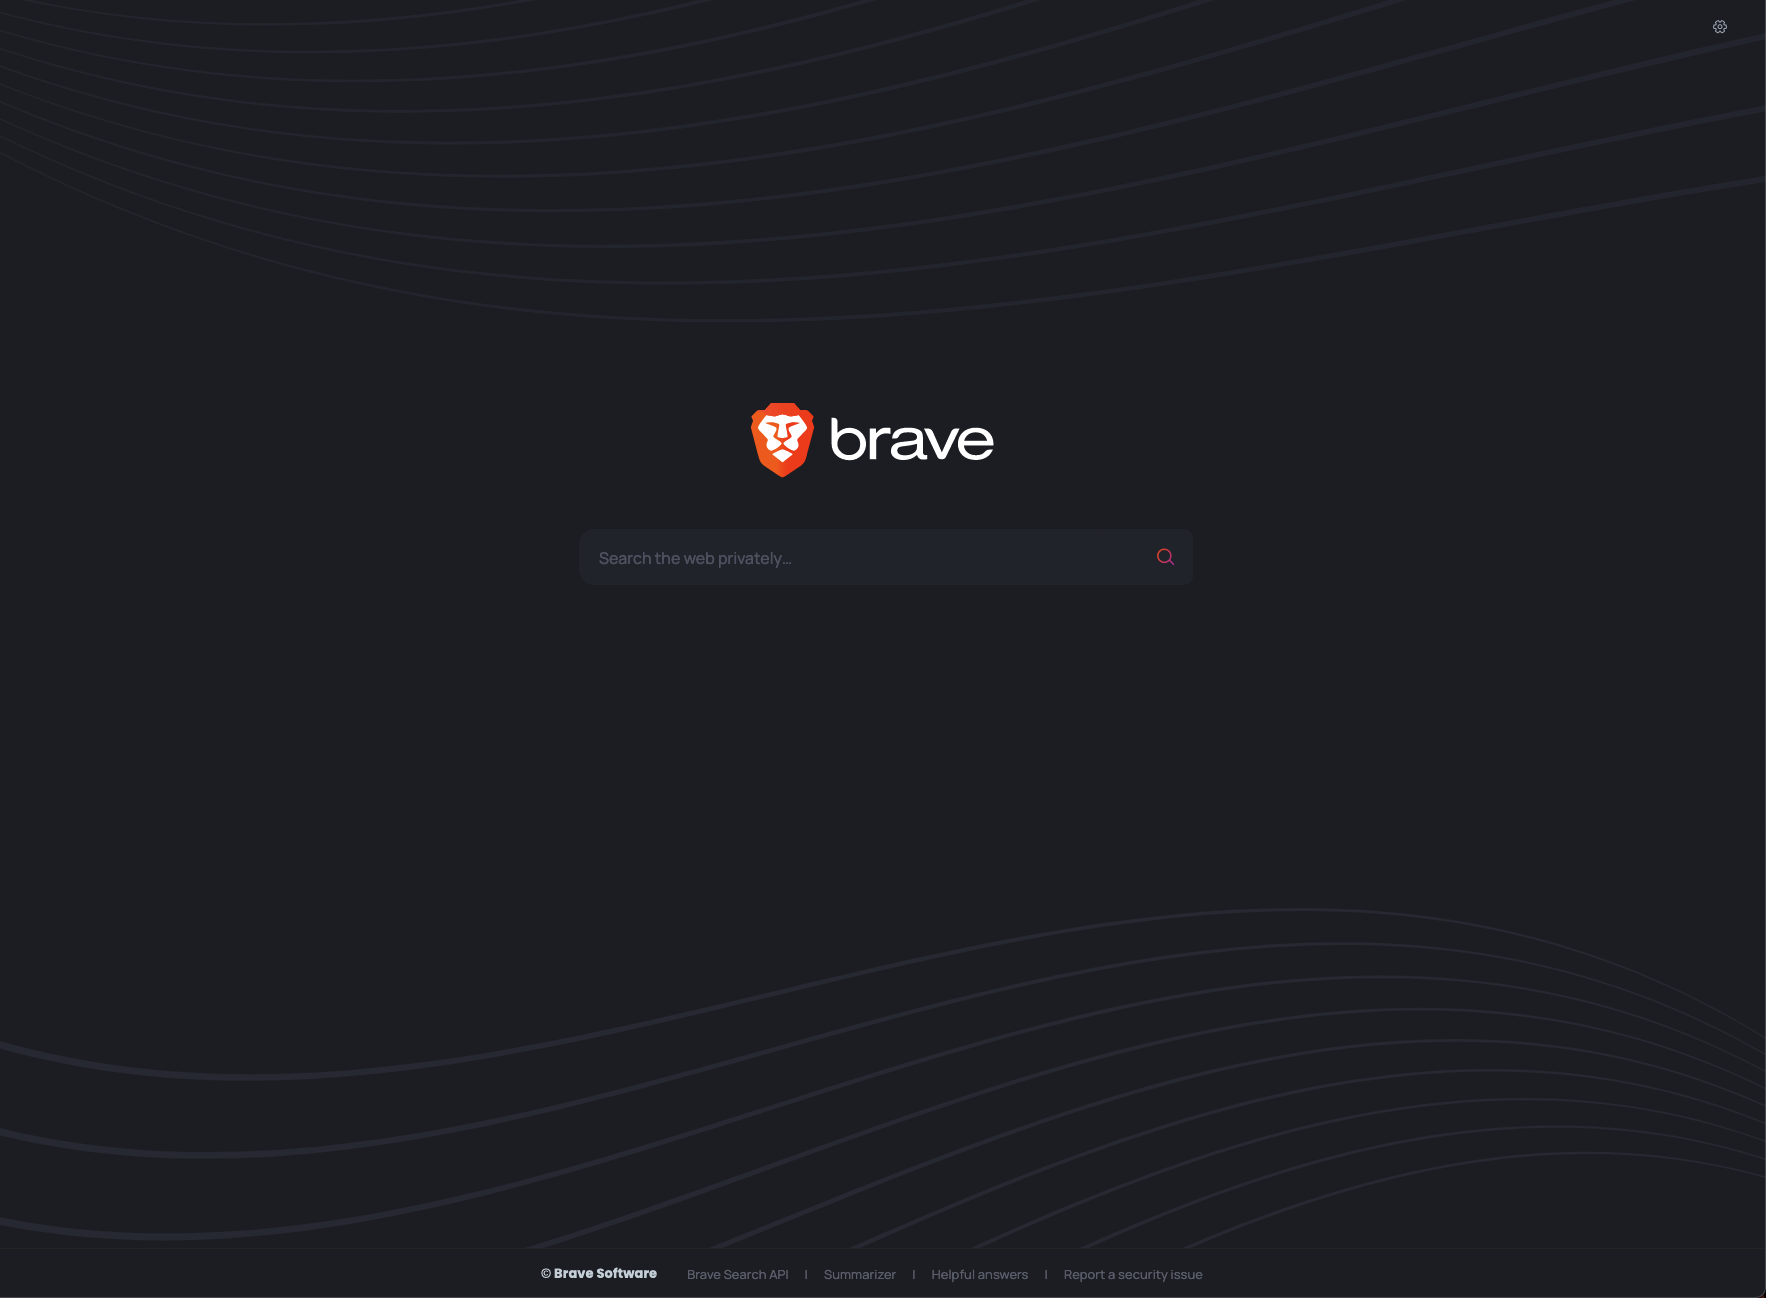 brave
Search the web privately…
© Brave Software Brave Search API | Summarizer | Helpful answers | Report a security issue